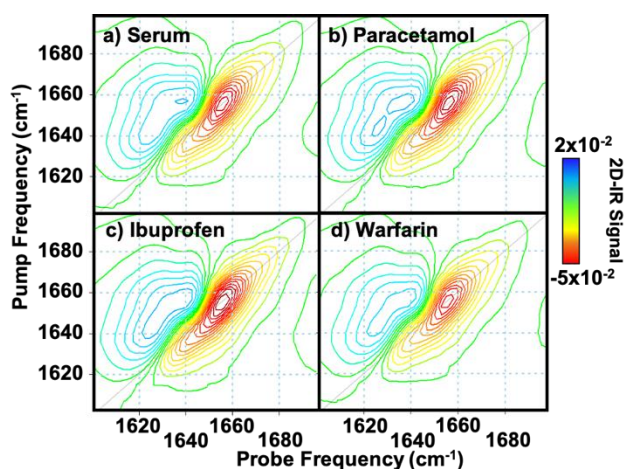 a) Serum
b) Paracetamol
c) Ibuprofen
d) Warfarin
Pump Frequency (cm-1)
1680
1660
1640
1620
1680
1660
1640
1620
1620
1640
1660
1680
1620
1640
1660
1680
Probe Frequency (cm-1)
2x10-2
2D-IR Signal
-5x10-2